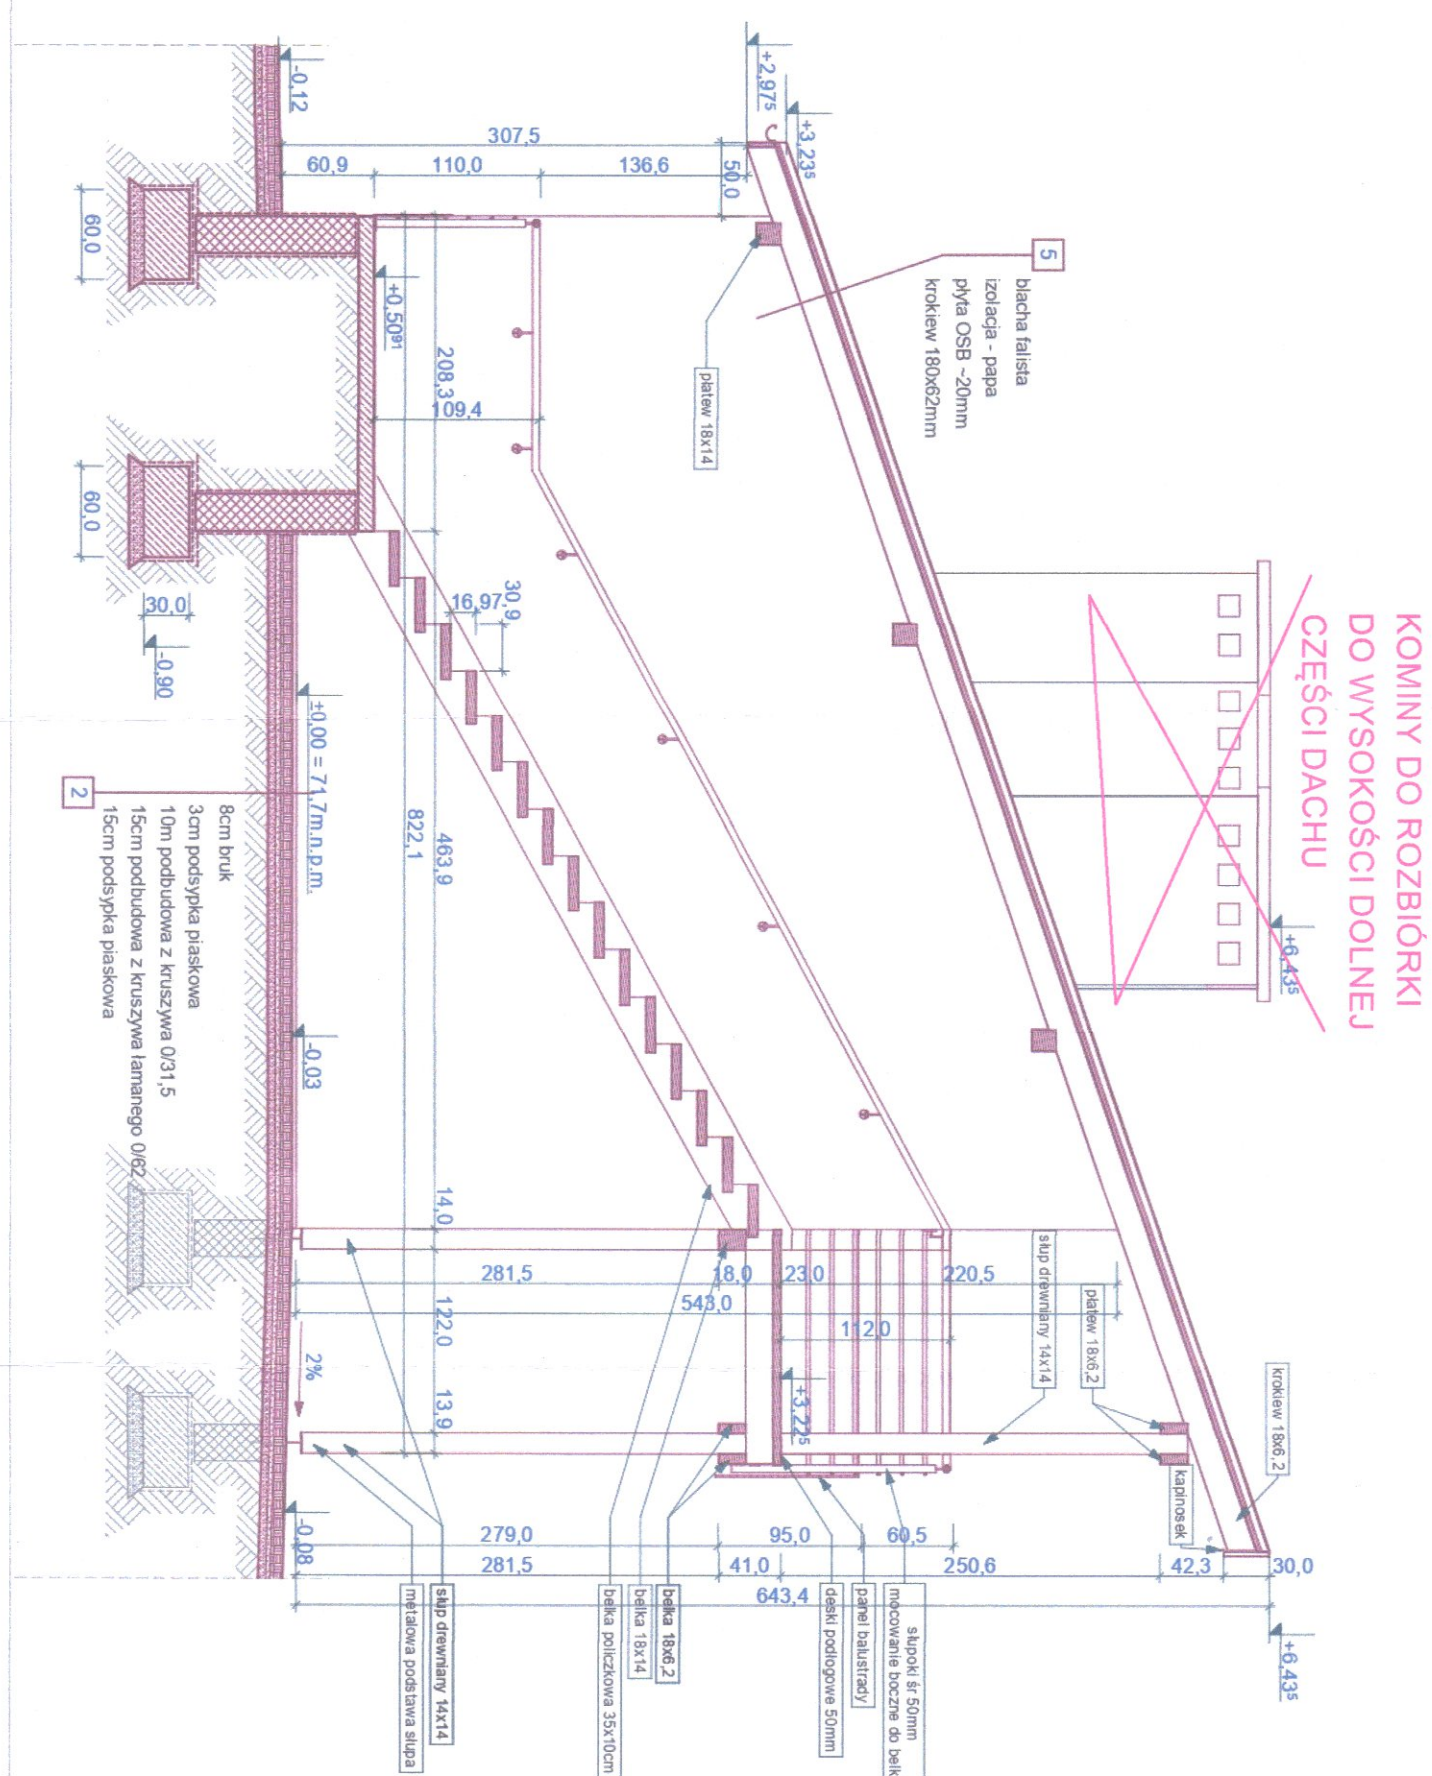 KOMINY DO ROZBIÓRKI
DO WYSOKOŚCI DOLNEJ
CZĘŚCI DACHU
+6,43⁵
5
blacha falista
izolacja - papa
płyta OSB ~20mm
krokiew 180x62mm
+2,97⁵
+3,23⁵
-0,12
307,5
60,9
110,0
136,6
50,0
60,0
płatew 18x14
+0,50⁹¹
208,3
109,4
60,0
30,0
-0,90
30,9
16,97
±0,00 = 71,7m.n.p.m.
822,1
463,9
2
8cm bruk
3cm podsypka piaskowa
10m podbudowa z kruszywa 0/31,5
15cm podbudowa z kruszywa łamanego 0/62
15cm podsypka piaskowa
-0,03
14,0
122,0
13,9
281,5
18,0
23,0
220,5
543,0
112,0
+3,22⁵
2%
-0,08
słup drewniany 14x14
płatew 18x6,2
krokiew 18x6,2
kapinosek
279,0
95,0
60,5
281,5
41,0
250,6
42,3
30,0
643,4
+6,43⁵
słupoki śr 50mm
mocowanie boczne do belk
panel balustrady
deski podłogowe 50mm
belka 18x6,2
belka 18x14
belka policzkowa 35x10cm
słup drewniany 14x14
metalowa podstawa słupa